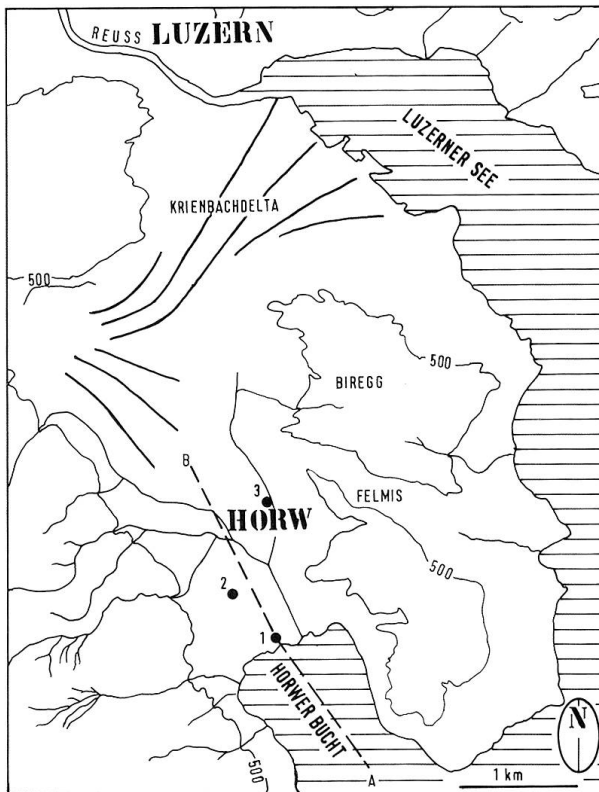 REUSS LUZERN
LUZERNER SEE
KRIENBACHDELTA
500
500
BIREGG
B
3
FELMIS
HORW
500
2
1
HORWER BUCHT
N
500
A
1 km